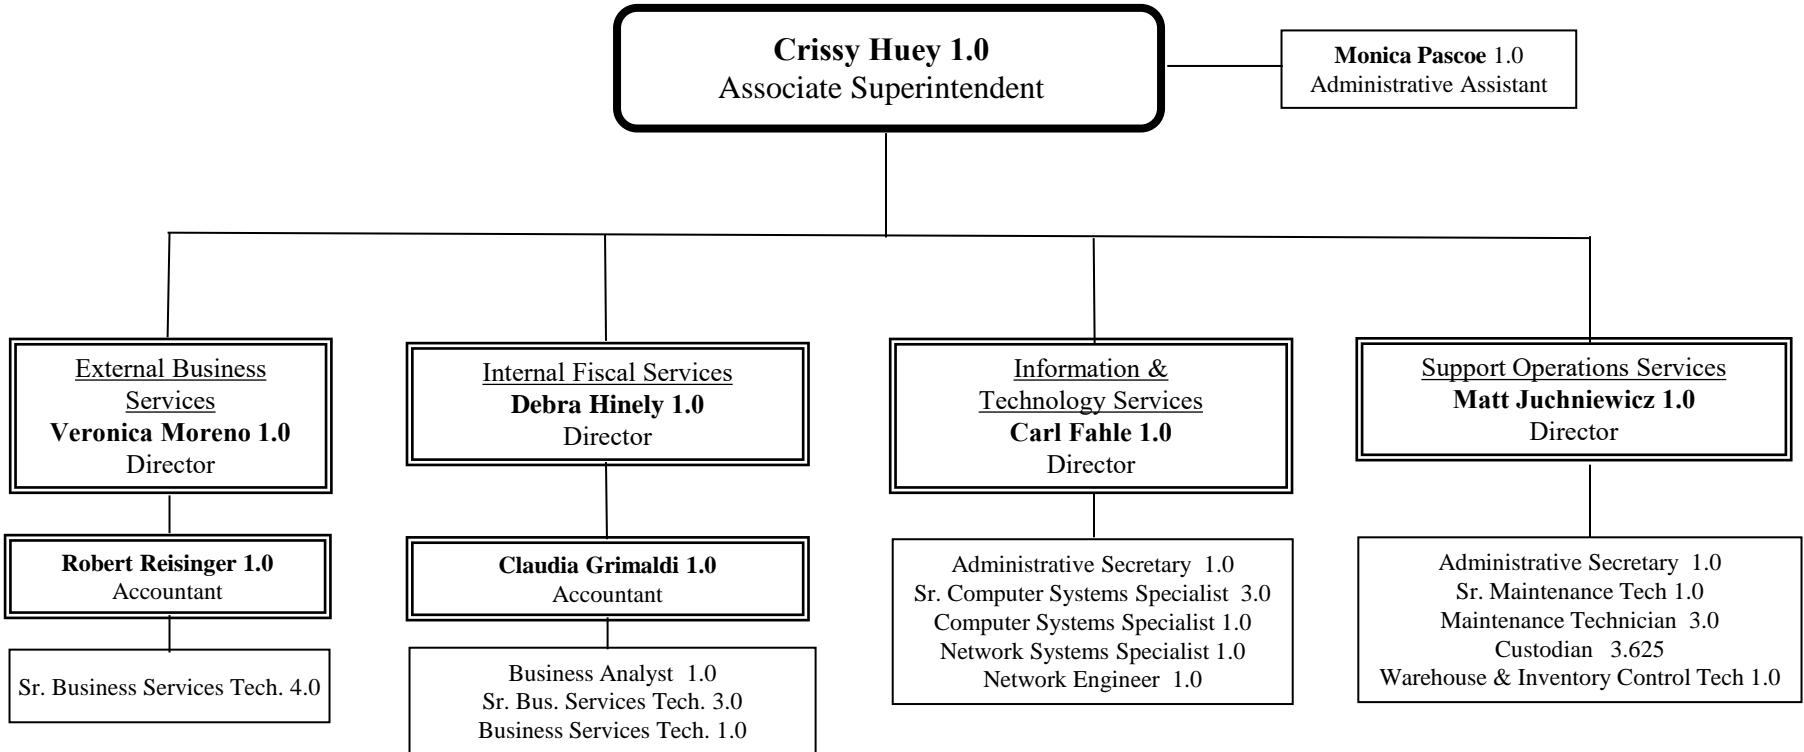 Crissy Huey 1.0
Associate Superintendent
Monica Pascoe 1.0
Administrative Assistant
External Business
Services
Veronica Moreno 1.0
Director
Internal Fiscal Services
Debra Hinely 1.0
Director
Information &
Technology Services
Carl Fahle 1.0
Director
Support Operations Services
Matt Juchniewicz 1.0
Director
Robert Reisinger 1.0
Accountant
Claudia Grimaldi 1.0
Accountant
Administrative Secretary 1.0
Sr. Computer Systems Specialist 3.0
Computer Systems Specialist 1.0
Network Systems Specialist 1.0
Network Engineer 1.0
Administrative Secretary 1.0
Sr. Maintenance Tech 1.0
Maintenance Technician 3.0
Custodian 3.625
Warehouse & Inventory Control Tech 1.0
Sr. Business Services Tech. 4.0
Business Analyst 1.0
Sr. Bus. Services Tech. 3.0
Business Services Tech. 1.0